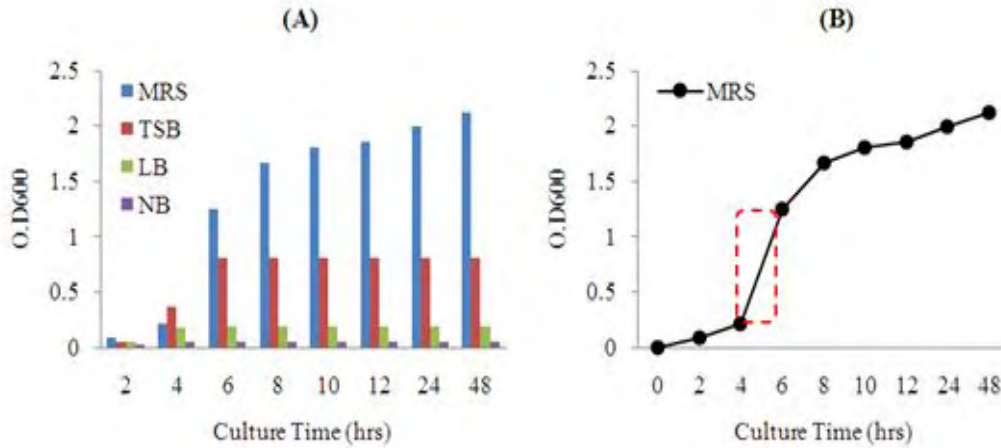 (A)
2.5
2
1.5
1
0.5
0
O.D600
MRS
TSB
LB
NB
2 4 6 8 10 12 24 48
Culture Time (hrs)
(B)
2.5
2
1.5
1
0.5
0
O.D600
MRS
0 2 4 6 8 10 12 24 48
Culture Time (hrs)